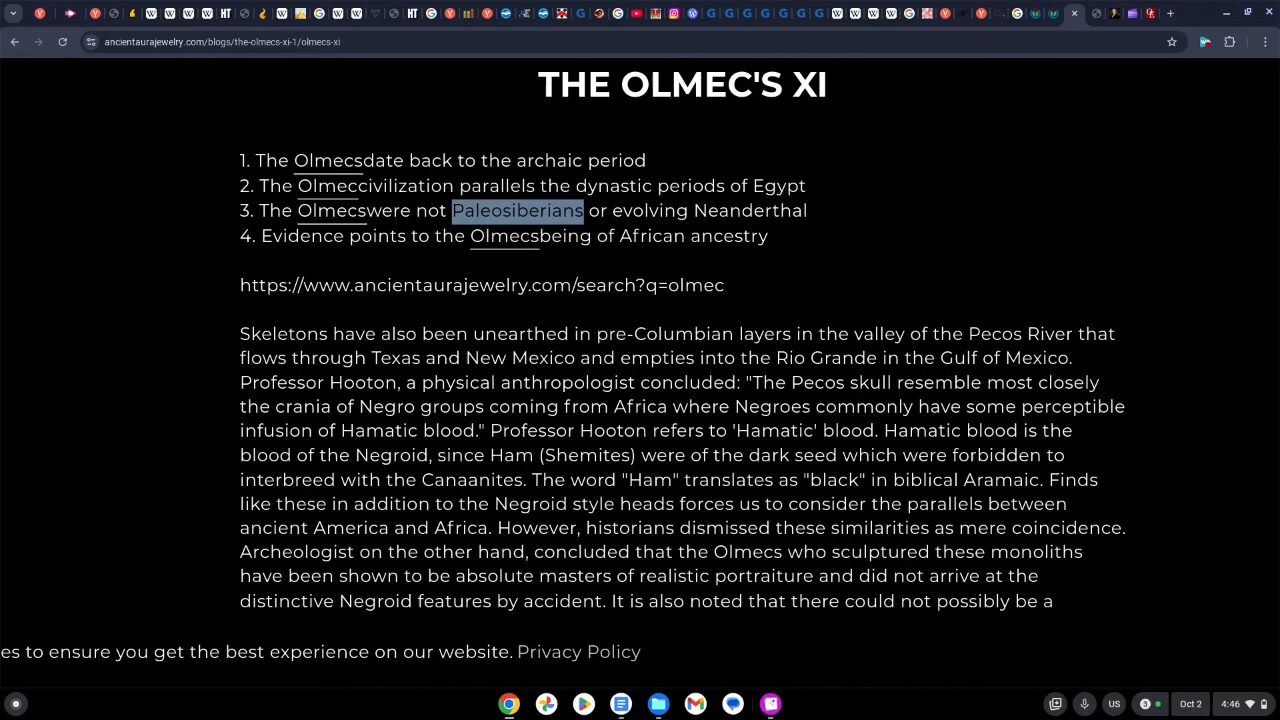 ancientaurajewelry.com/blogs/the-olmecs-xi-1/olmecs-xi
THE OLMEC'S XI
1. The Olmecsdate back to the archaic period
2. The Olmeccivilization parallels the dynastic periods of Egypt
3. The Olmecswere not Paleosiberians or evolving Neanderthal
4. Evidence points to the Olmecsbeing of African ancestry
https://www.ancientaurajewelry.com/search?q=olmec
Skeletons have also been unearthed in pre-Columbian layers in the valley of the Pecos River that
flows through Texas and New Mexico and empties into the Rio Grande in the Gulf of Mexico.
Professor Hooton, a physical anthropologist concluded: "The Pecos skull resemble most closely
the crania of Negro groups coming from Africa where Negroes commonly have some perceptible
infusion of Hamatic blood." Professor Hooton refers to 'Hamatic' blood. Hamatic blood is the
blood of the Negroid, since Ham (Shemites) were of the dark seed which were forbidden to
interbreed with the Canaanites. The word "Ham" translates as "black" in biblical Aramaic. Finds
like these in addition to the Negroid style heads forces us to consider the parallels between
ancient America and Africa. However, historians dismissed these similarities as mere coincidence.
Archeologist on the other hand, concluded that the Olmecs who sculptured these monoliths
have been shown to be absolute masters of realistic portraiture and did not arrive at the
distinctive Negroid features by accident. It is also noted that there could not possibly be a
es to ensure you get the best experience on our website. Privacy Policy
US
3
Oct 2
4:46